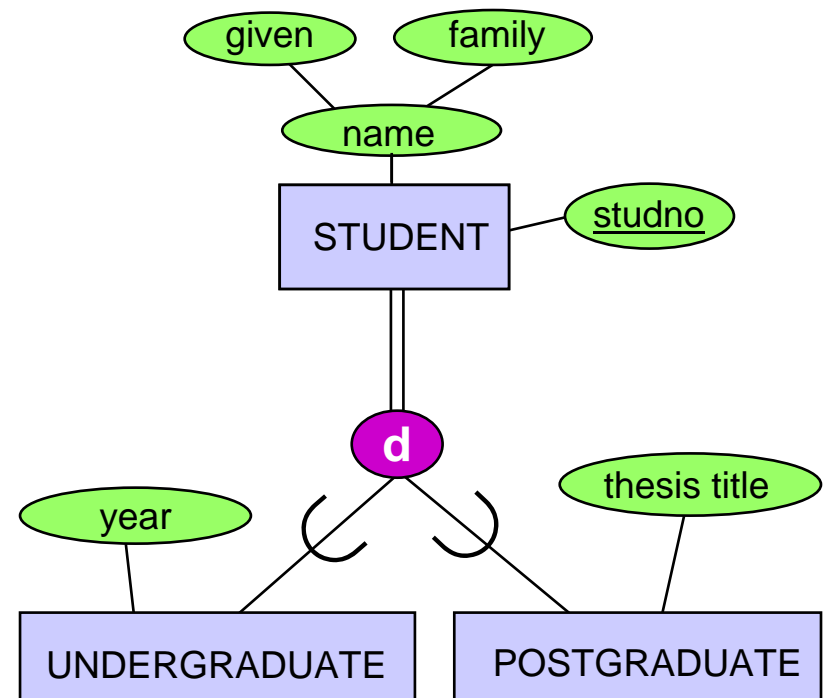 given
family
name
STUDENT
studno
d
thesis title
year
UNDERGRADUATE
POSTGRADUATE